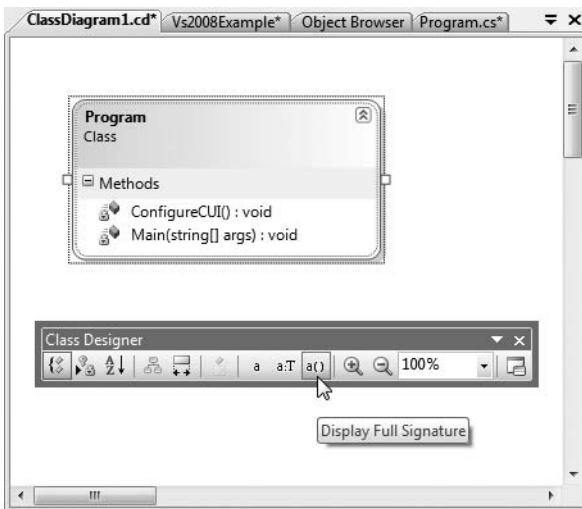 ClassDiagram1.cd* Vs2008Example* Object Browser Program.cs*
Program
Class
Methods
ConfigureCUI() : void
Main(string[] args) : void
Class Designer
A Z a a:T a() 100%
Display Full Signature